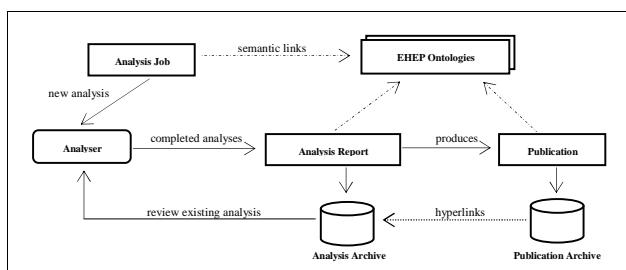 semantic links
EHEP Ontologies
Analysis Job
new analysis
completed analyses
produces
Analyser
Analysis Report
Publication
review existing analysis
hyperlinks
Analysis Archive
Publication Archive